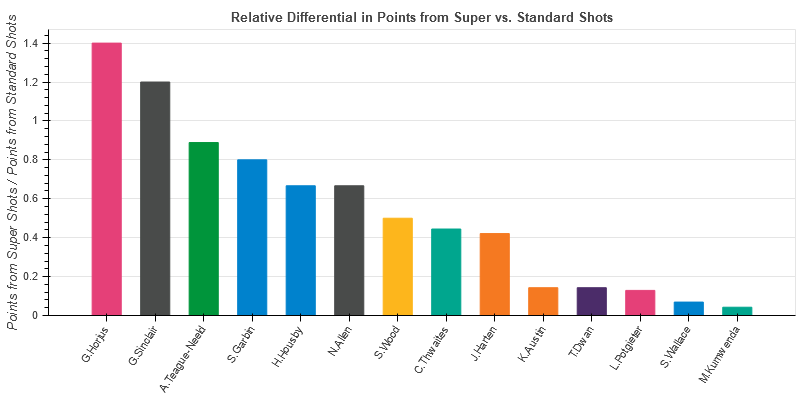 Relative Differential in Points from Super vs. Standard Shots
Points from Super Shots / Points from Standard Shots
1.4
1.2
1
0.8
0.6
0.4
0.2
0
G.Horjus
G.Sinclair
A.Teague-Neeld
S.Garbin
H.Housby
N.Allen
S.Wood
C.Thwaites
J.Harten
K.Austin
T.Dwan
L.Potgieter
S.Wallace
M.Kumwenda